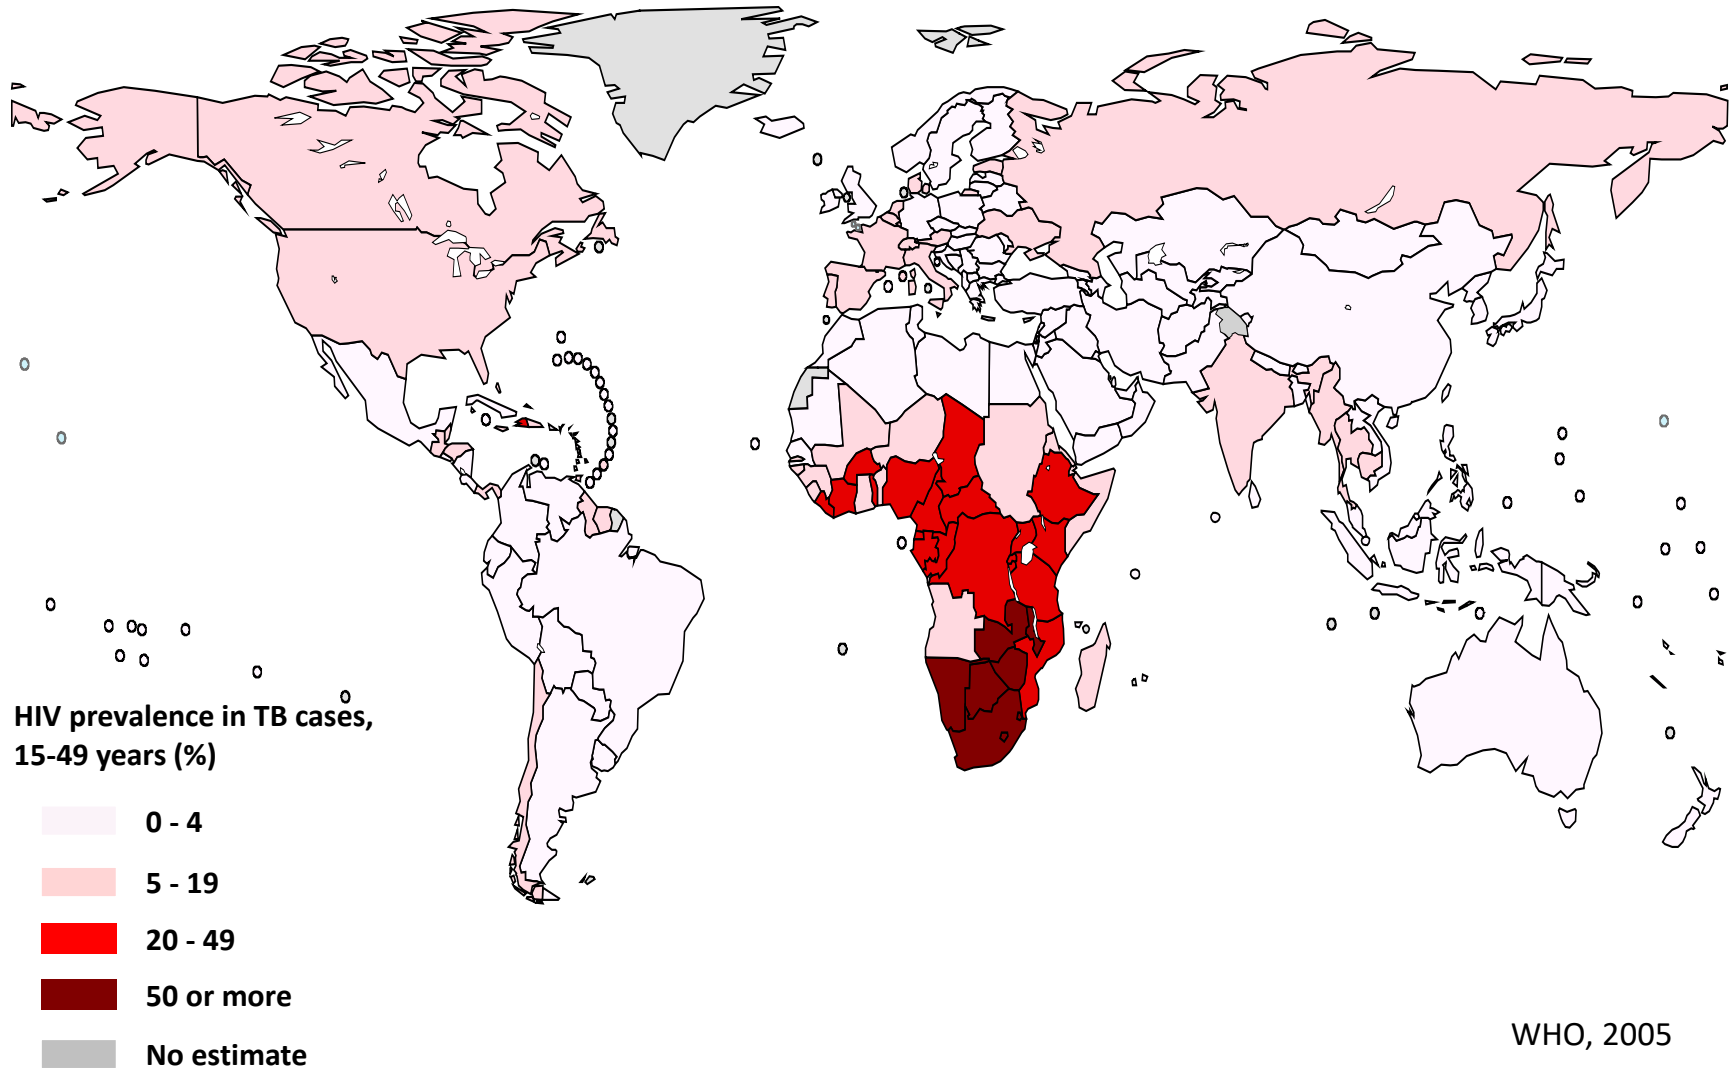 HIV prevalence in TB cases,
15-49 years (%)
0 - 4
5 - 19
20 - 49
50 or more
No estimate
WHO, 2005